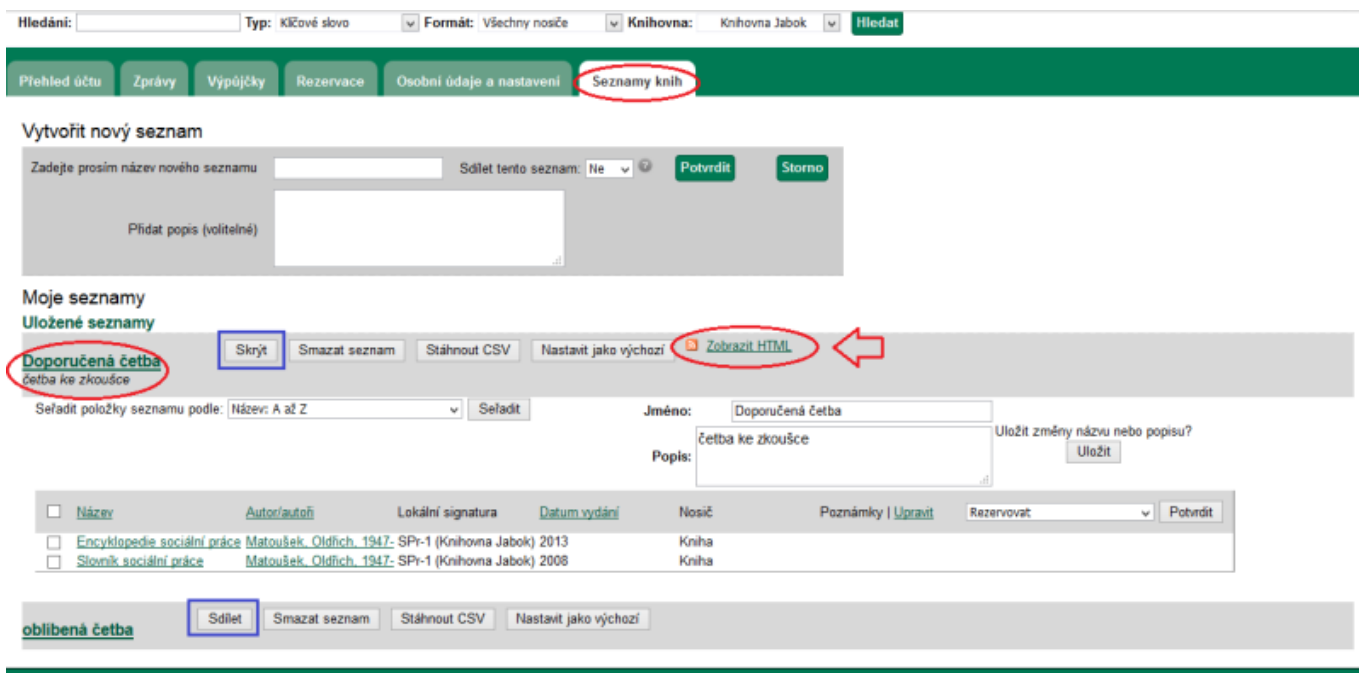 Hledání: Typ: Klíčové slovo Formát: Všechny nosiče Knihovna: Knihovna Jabok Hledat
Přehled účtu Zprávy Výpůjčky Rezervace Osobní údaje a nastavení Seznamy knih
Vytvořit nový seznam
Zadejte prosím název nového seznamu Sdílet tento seznam: Ne Potvrdit Storno
Přidat popis (volitelné)
Moje seznamy
Uložené seznamy
Doporučená četba Skrýt Smazat seznam Stáhnout CSV Nastavit jako výchozí Zobrazit HTML
četba ke zkoušce
Seřadit položky seznamu podle: Název: A až Z Seřadit Jméno: Doporučená četba
Popis: četba ke zkoušce Uložit změny názvu nebo popisu?
Uložit
Název Autor/autoři Lokální signatura Datum vydání Nosič Poznámky | Upravit Rezervovat Potvrdit
Encyklopedie sociální práce Matoušek, Oldřich, 1947- SPr-1 (Knihovna Jabok) 2013 Kniha
Slovník sociální práce Matoušek, Oldřich, 1947- SPr-1 (Knihovna Jabok) 2008 Kniha
oblibená četba Sdílet Smazat seznam Stáhnout CSV Nastavit jako výchozí